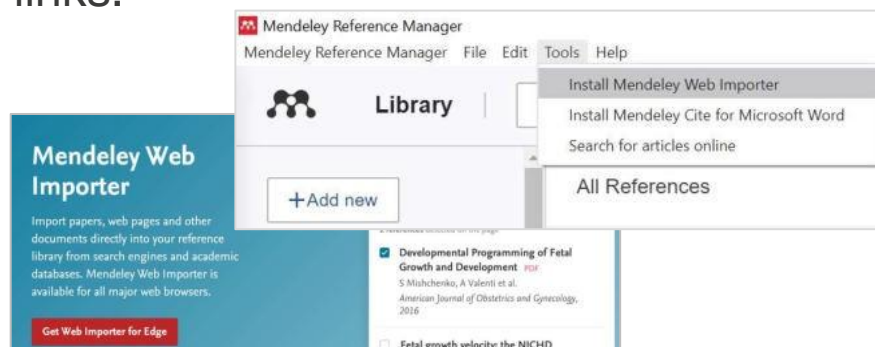 links.
Mendeley Reference Manager
Mendeley Reference Manager File Edit Tools Help
Install Mendeley Web Importer
Install Mendeley Cite for Microsoft Word
Search for articles online
Library
+Add new
All References
Mendeley Web
Importer
Import papers, web pages and other
documents directly into your reference
library from search engines and academic
databases. Mendeley Web Importer is
available for all major web browsers.
Get Web Importer for Edge
Developmental Programming of Fetal
Growth and Development PDF
S Mishchenko, A Valenti et al.
American Journal of Obstetrics and Gynecology,
2016
Fetal growth velocity: the NICHD